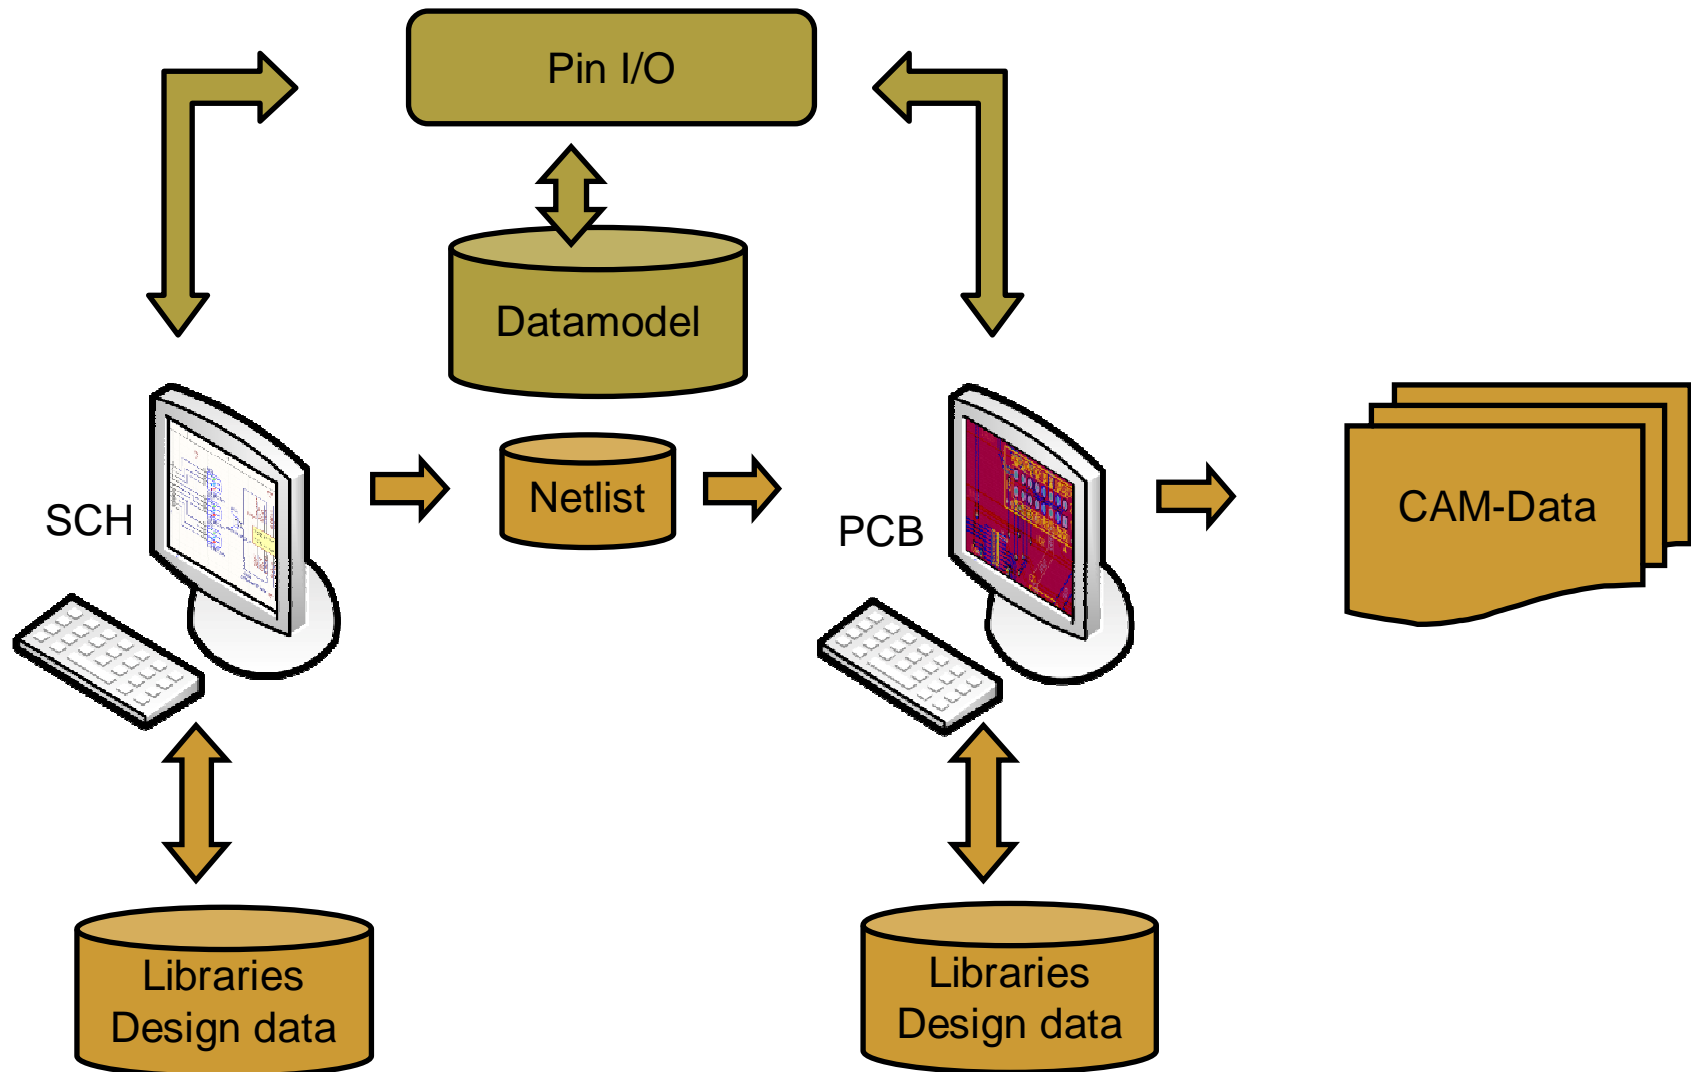 Pin I/O
Datamodel
SCH
Netlist
PCB
CAM-Data
Libraries
Design data
Libraries
Design data